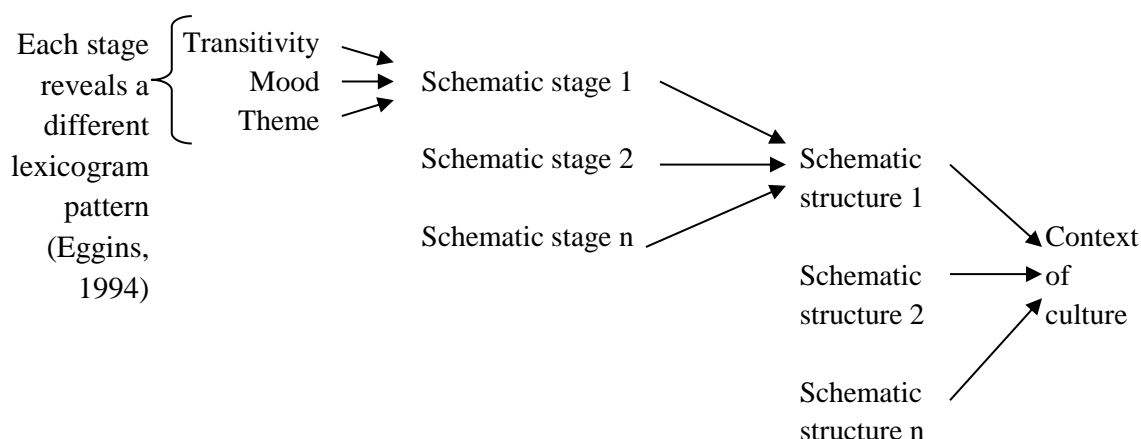 Each stage
reveals a
different
lexicogram
pattern
(Eggins,
1994)
Transitivity
Mood
Theme
Schematic stage 1
Schematic stage 2
Schematic stage n
Schematic
structure 1
Schematic
structure 2
Schematic
structure n
Context
of
culture